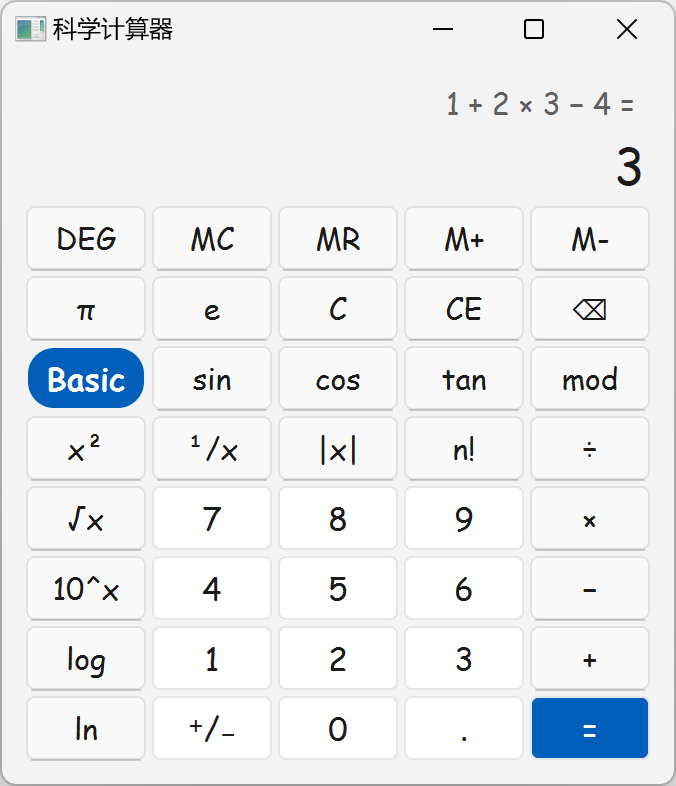 科学计算器
1 + 2 × 3 − 4 =
3
DEG MC MR M+ M-
π e C CE ⌫
Basic sin cos tan mod
x² ¹/x |x| n! ÷
√x 7 8 9 ×
10^x 4 5 6 −
log 1 2 3 +
ln ⁺/₋ 0 . =